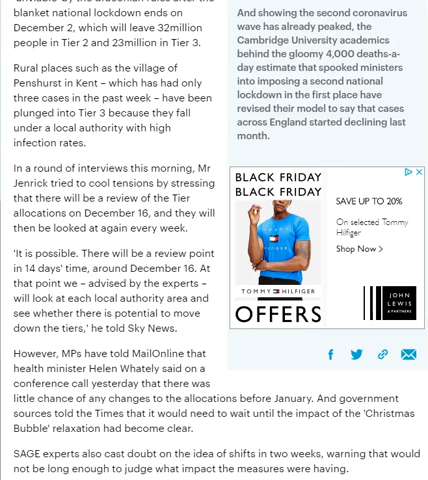 blanket national lockdown ends on
December 2, which will leave 32million
people in Tier 2 and 23million in Tier 3.
Rural places such as the village of
Penshurst in Kent – which has had only
three cases in the past week – have been
plunged into Tier 3 because they fall
under a local authority with high
infection rates.
In a round of interviews this morning, Mr
Jenrick tried to cool tensions by stressing
that there will be a review of the Tier
allocations on December 16, and they will
then be looked at again every week.
'It is possible. There will be a review point
in 14 days' time, around December 16. At
that point we – advised by the experts –
will look at each local authority area and
see whether there is potential to move
down the tiers,' he told Sky News.
However, MPs have told MailOnline that
health minister Helen Whately said on a
conference call yesterday that there was
little chance of any changes to the allocations before January. And government
sources told the Times that it would need to wait until the impact of the 'Christmas
Bubble' relaxation had become clear.
SAGE experts also cast doubt on the idea of shifts in two weeks, warning that would
not be long enough to judge what impact the measures were having.
And showing the second coronavirus
wave has already peaked, the
Cambridge University academics
behind the gloomy 4,000 deaths-a-
day estimate that spooked ministers
into imposing a second national
lockdown in the first place have
revised their model to say that cases
across England started declining last
month.
BLACK FRIDAY
BLACK FRIDAY
TOMMY HILFIGER
OFFERS
SAVE UP TO 20%
On selected Tommy
Hilfiger
Shop Now >
JOHN
LEWIS
& PARTNERS